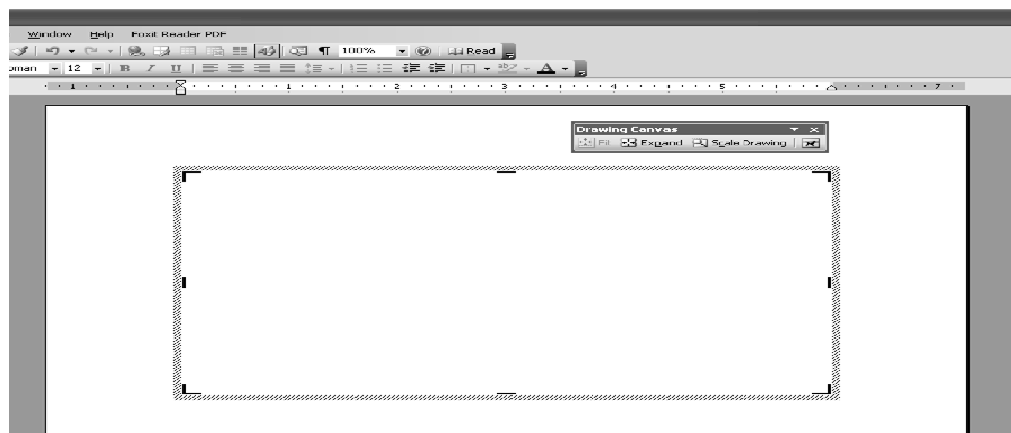 Window Help Foxit Reader PDF
100% Read
oman 12 B I U A
1 1 2 3 4 5 7
Drawing Canvas
Fit Expand Scale Drawing